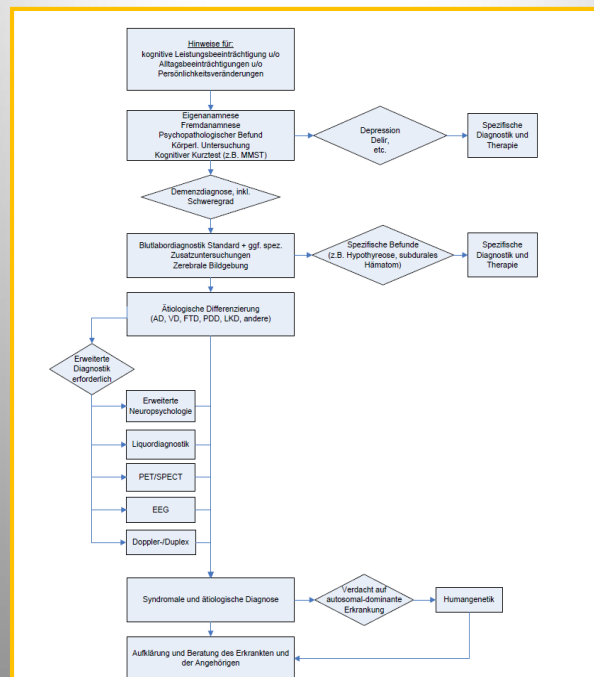 Hinweise für:
kognitive Leistungsbeeinträchtigung u/o
Alltagsbeeinträchtigungen u/o
Persönlichkeitsveränderungen
Eigenanamnese
Fremdanamnese
Psychopathologischer Befund
Körperl. Untersuchung
Kognitiver Kurztest (z.B. MMST)
Depression
Delir,
etc.
Spezifische
Diagnostik und
Therapie
Demenzdiagnose, inkl.
Schweregrad
Blutlabordiagnostik Standard + ggf. spez.
Zusatzuntersuchungen
Zerebrale Bildgebung
Spezifische Befunde
(z.B. Hypothyreose, subdurales
Hämatom)
Spezifische
Diagnostik und
Therapie
Ätiologische Differenzierung
(AD, VD, FTD, PDD, LKD, andere)
Erweiterte
Diagnostik
erforderlich
Erweiterte
Neuropsychologie
Liquordiagnostik
PET/SPECT
EEG
Doppler-/Duplex
Syndromale und ätiologische Diagnose
Verdacht auf
autosomal-dominante
Erkrankung
Humangenetik
Aufklärung und Beratung des Erkrankten und
der Angehörigen